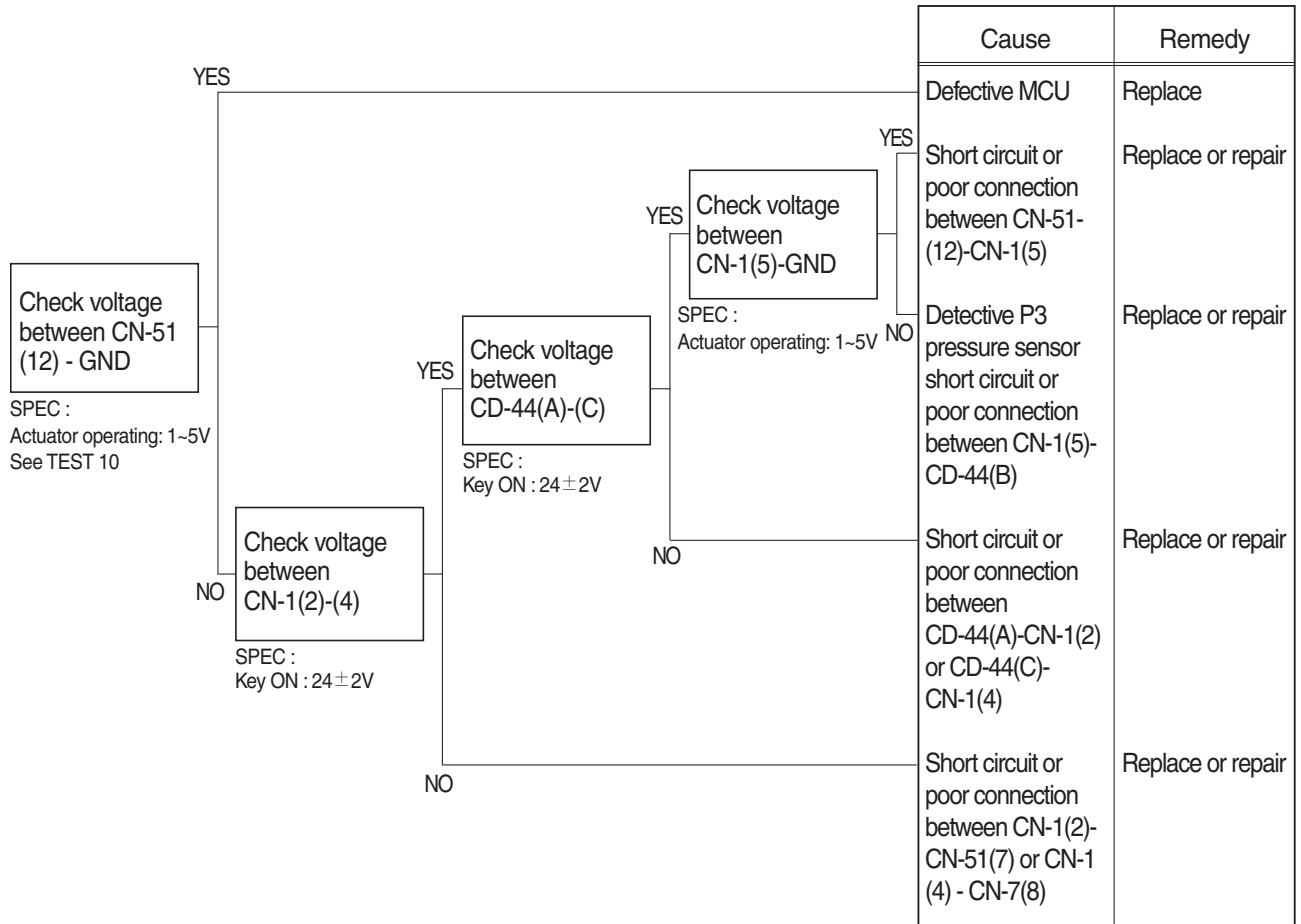 Cause
Remedy
YES
Defective MCU
Replace
YES
Short circuit or
poor connection
between CN-51-
(12)-CN-1(5)
Replace or repair
YES
Check voltage
between
CN-1(5)-GND
SPEC :
Actuator operating: 1~5V
NO
Detective P3
pressure sensor
short circuit or
poor connection
between CN-1(5)-
CD-44(B)
Replace or repair
Check voltage
between CN-51
(12) - GND
SPEC :
Actuator operating: 1~5V
See TEST 10
YES
Check voltage
between
CD-44(A)-(C)
SPEC :
Key ON : 24±2V
NO
Short circuit or
poor connection
between
CD-44(A)-CN-1(2)
or CD-44(C)-
CN-1(4)
Replace or repair
NO
Check voltage
between
CN-1(2)-(4)
SPEC :
Key ON : 24±2V
NO
Short circuit or
poor connection
between CN-1(2)-
CN-51(7) or CN-1
(4) - CN-7(8)
Replace or repair